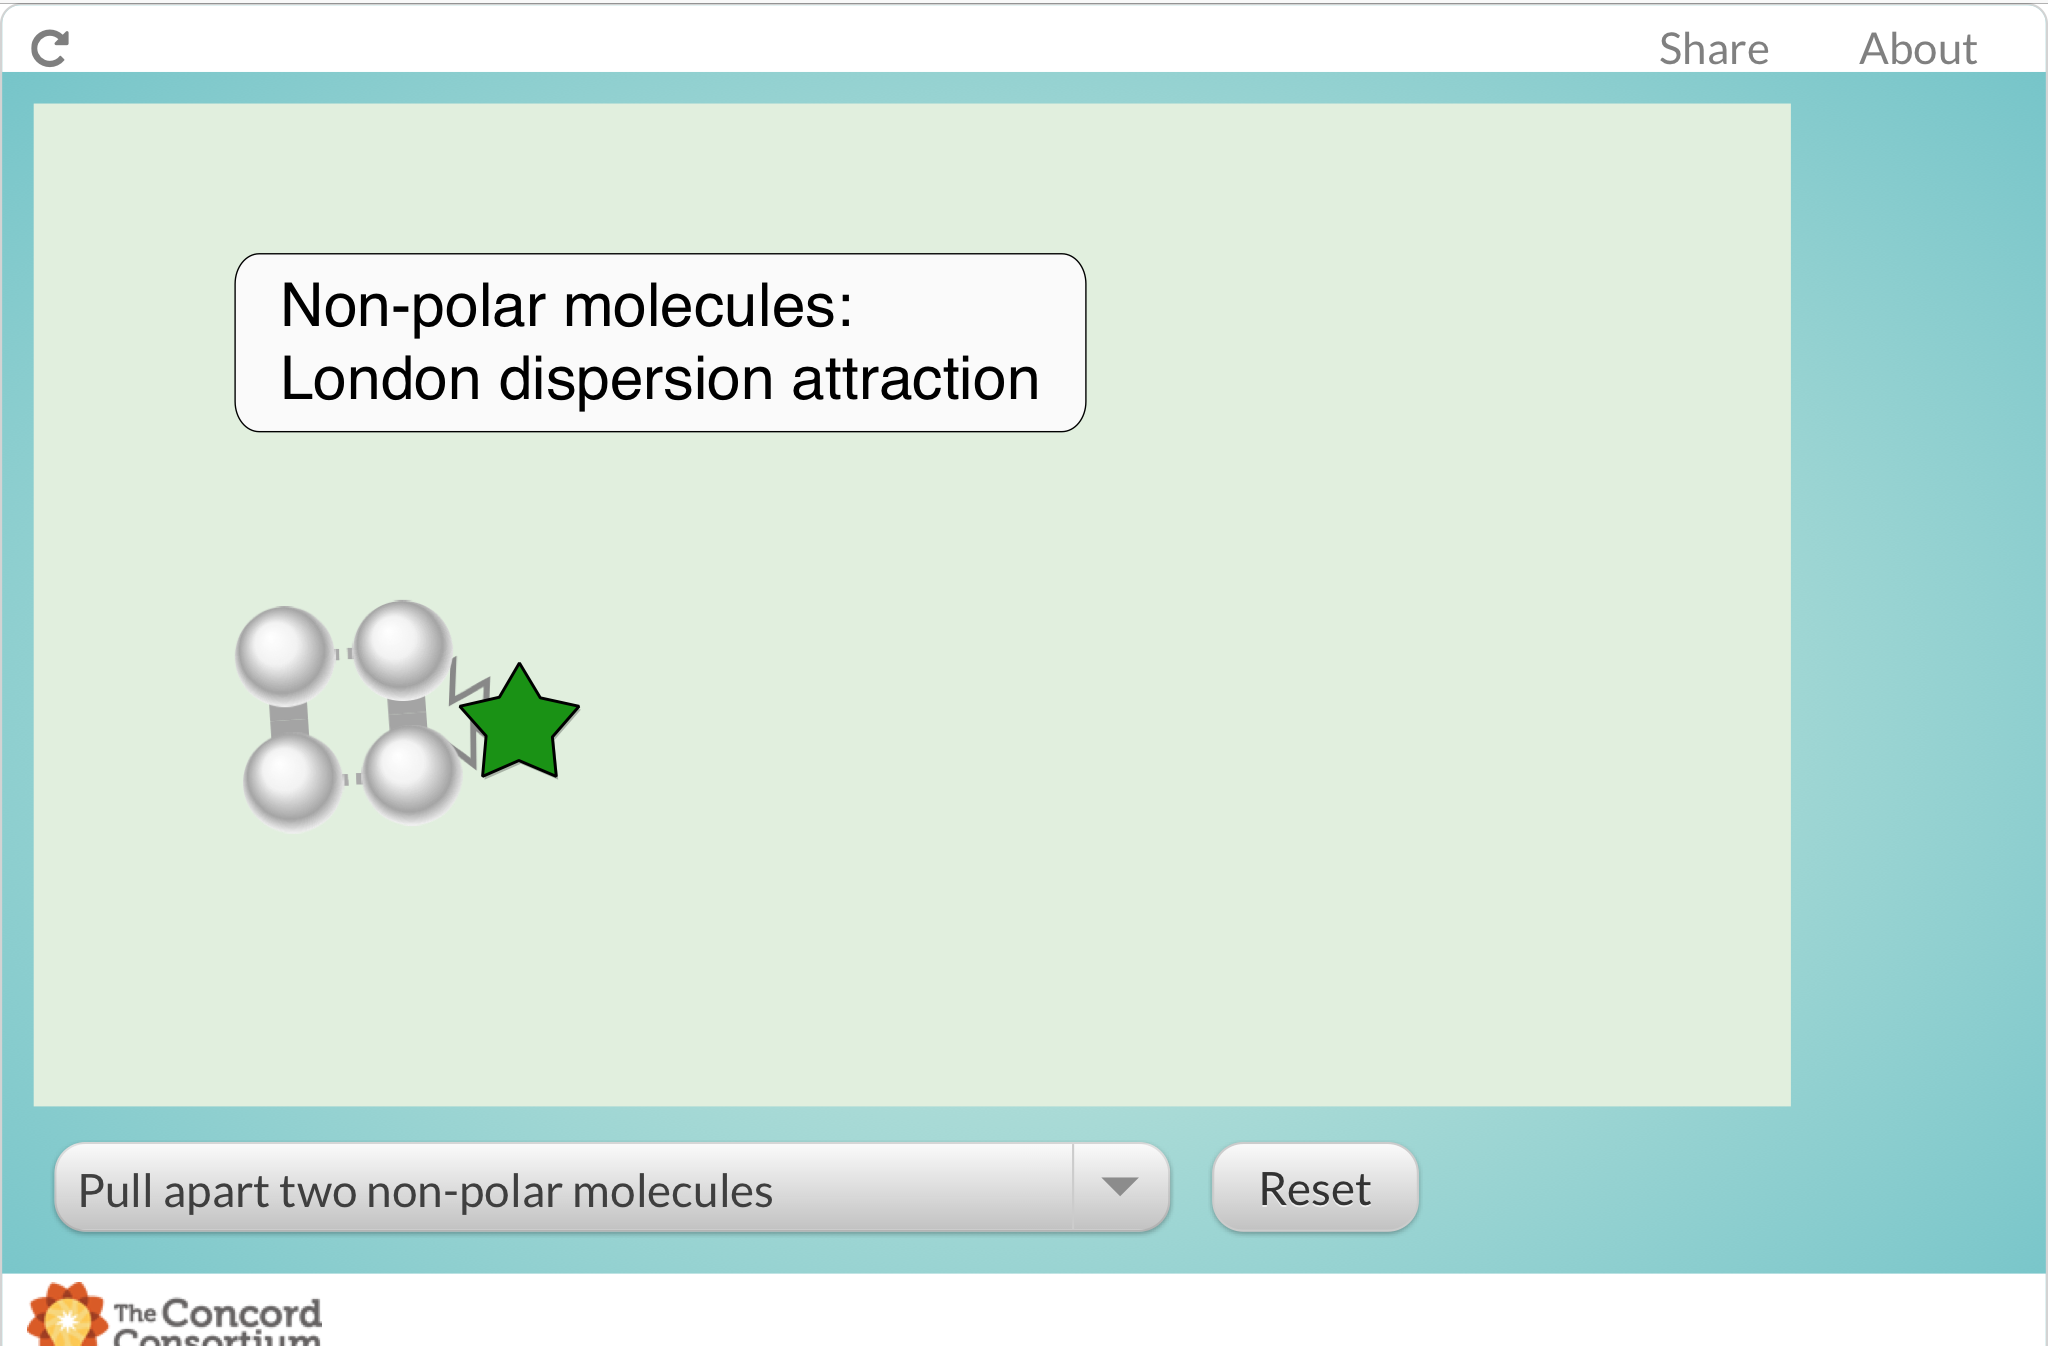 Share About
Non-polar molecules:
London dispersion attraction
Pull apart two non-polar molecules
Reset
The Concord
Consortium